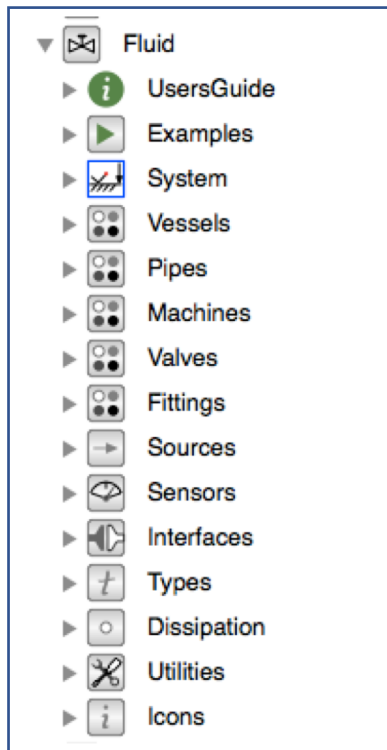 Fluid
UsersGuide
Examples
System
Vessels
Pipes
Machines
Valves
Fittings
Sources
Sensors
Interfaces
Types
Dissipation
Utilities
Icons